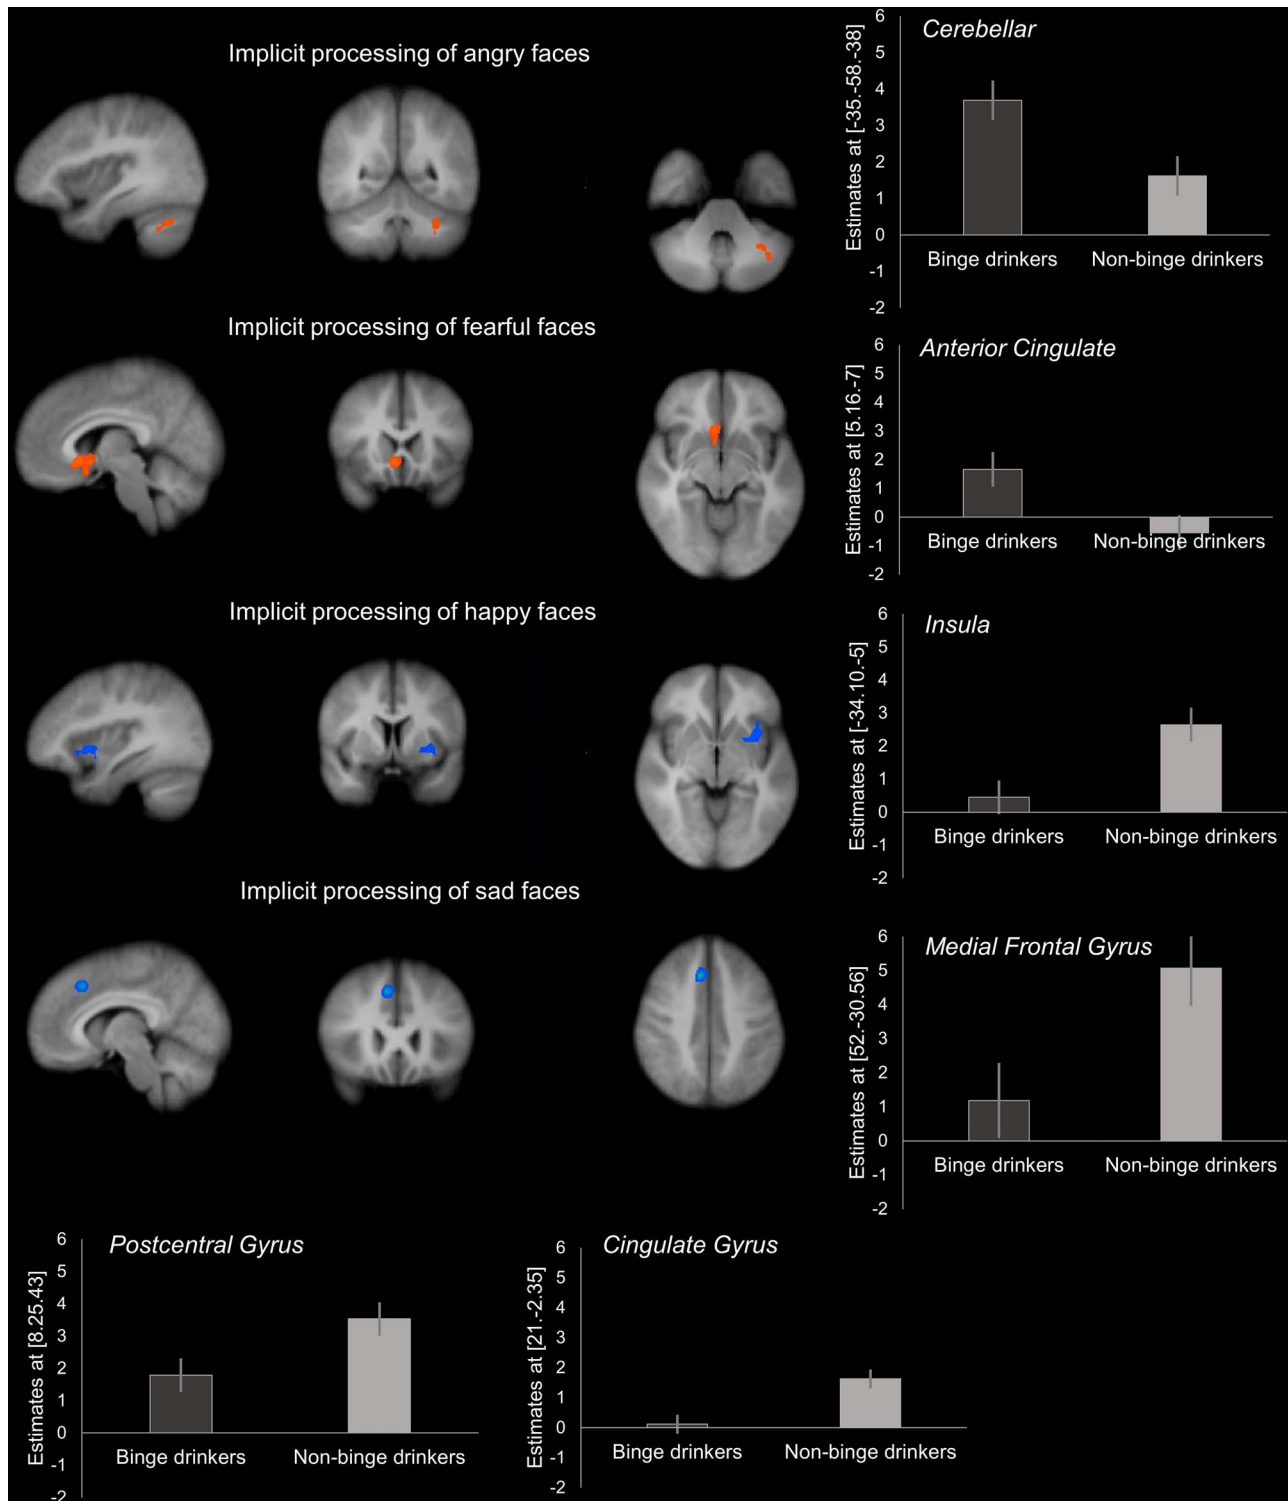 Implicit processing of angry faces
Cerebellar
Estimates at [-35.-58.-38]
6
5
4
3
2
1
0
-1
-2
Binge drinkers
Non-binge drinkers
Implicit processing of fearful faces
Anterior Cingulate
Estimates at [5.16.-7]
6
5
4
3
2
1
0
-1
-2
Binge drinkers
Non-binge drinkers
Implicit processing of happy faces
Insula
Estimates at [-34.10.-5]
6
5
4
3
2
1
0
-1
-2
Binge drinkers
Non-binge drinkers
Implicit processing of sad faces
Medial Frontal Gyrus
Estimates at [52.-30.56]
6
5
4
3
2
1
0
-1
-2
Binge drinkers
Non-binge drinkers
Postcentral Gyrus
Estimates at [8.25.43]
6
5
4
3
2
1
0
-1
-2
Binge drinkers
Non-binge drinkers
Cingulate Gyrus
Estimates at [21.-2.35]
6
5
4
3
2
1
0
-1
-2
Binge drinkers
Non-binge drinkers